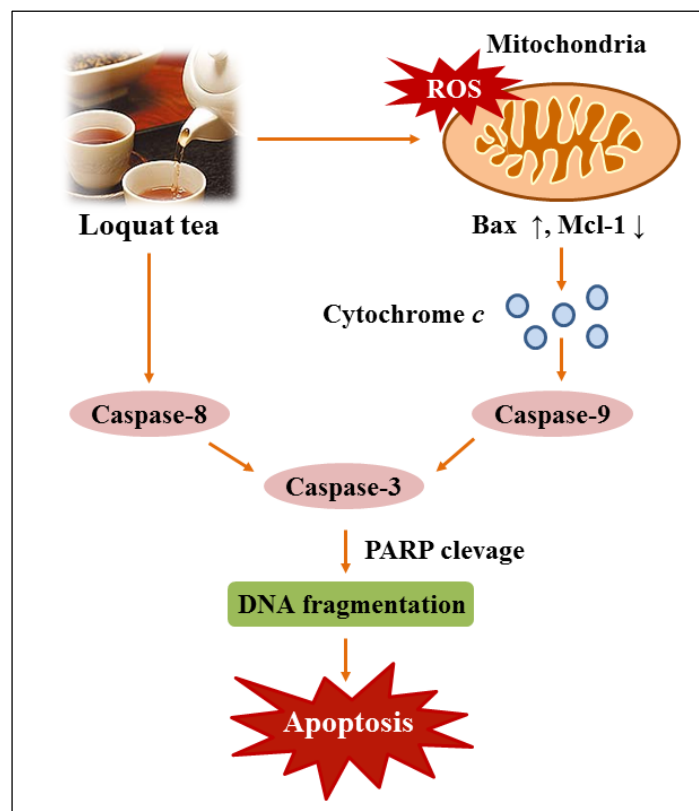 Mitochondria
ROS
Loquat tea
Bax ↑, Mcl-1 ↓
Cytochrome c
Caspase-8
Caspase-9
Caspase-3
PARP clevage
DNA fragmentation
Apoptosis